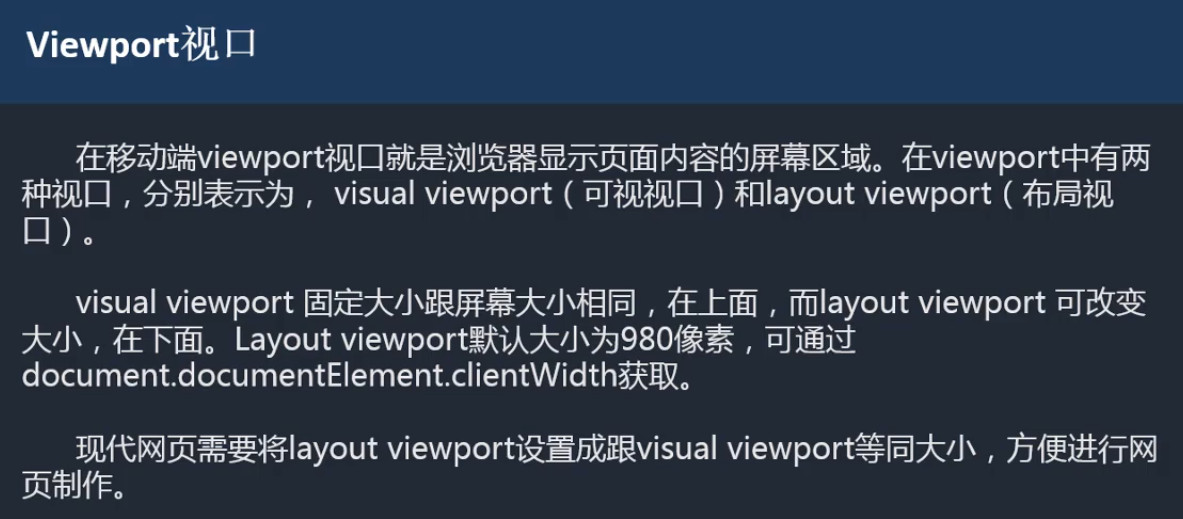 Viewport视口
在移动端viewport视口就是浏览器显示页面内容的屏幕区域。在viewport中有两
种视口，分别表示为， visual viewport（可视视口）和layout viewport（布局视
口）。
visual viewport 固定大小跟屏幕大小相同，在上面，而layout viewport 可改变
大小，在下面。Layout viewport默认大小为980像素，可通过
document.documentElement.clientWidth获取。
现代网页需要将layout viewport设置成跟visual viewport等同大小，方便进行网
页制作。